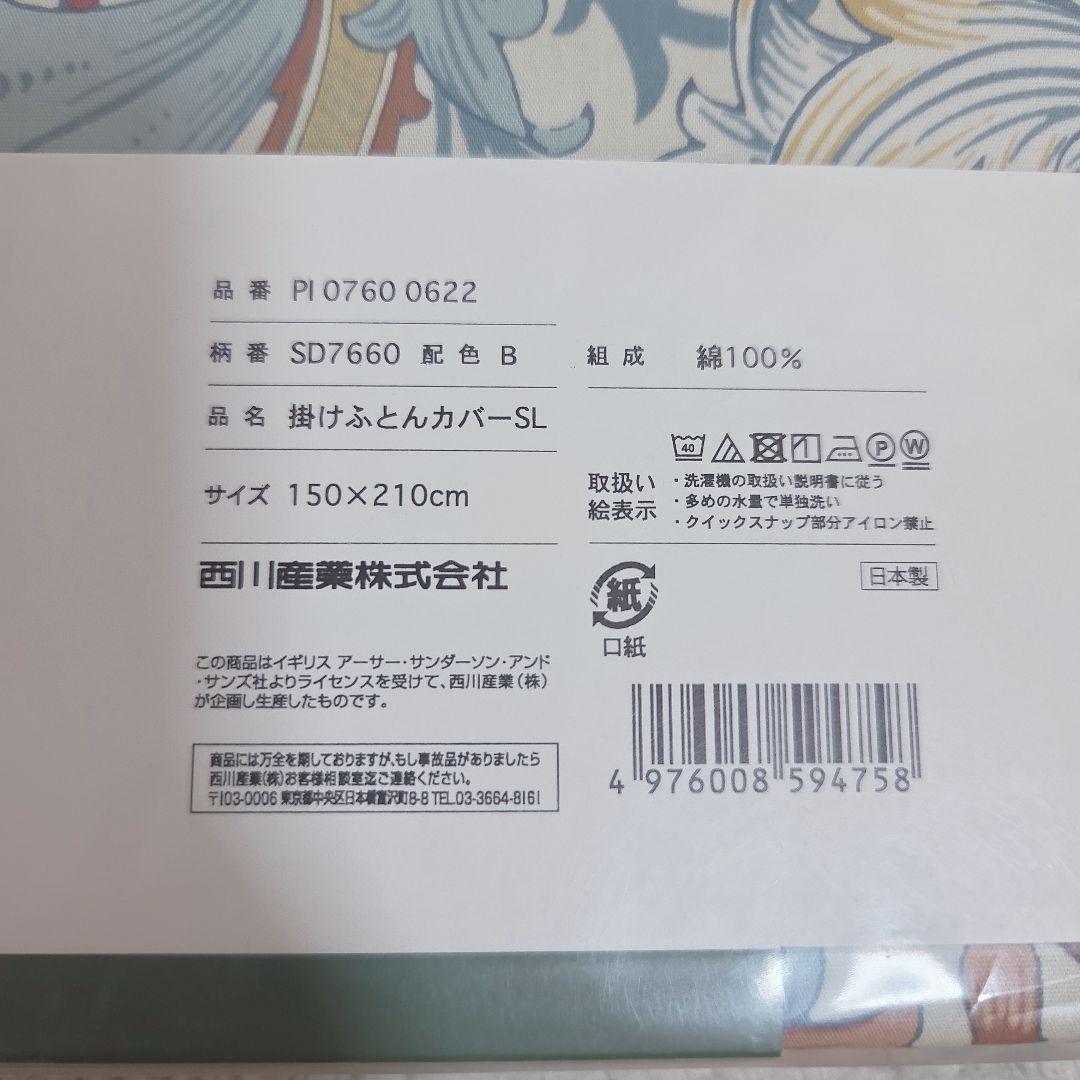 品番 PI 0760 0622
柄番 SD7660 配色 B
品名 掛けふとんカバーSL
サイズ 150×210cm
西川産業株式会社
この商品はイギリス アーサー・サンダーソン・アンド
・サンズ社よりライセンスを受けて、西川産業(株)
が企画し生産したものです。
商品には万全を期しておりますが、もし事故品がありましたら
西川産業(株)お客様相談室迄ご連絡ください。
〒103-0006 東京都中央区日本橋富沢町8-8 TEL.03-3664-8161
組成 綿100%
40
P
W
取扱い
絵表示
・洗濯機の取扱い説明書に従う
・多めの水量で単独洗い
・クイックスナップ部分アイロン禁止
紙
口紙
日本製
4 976008 594758